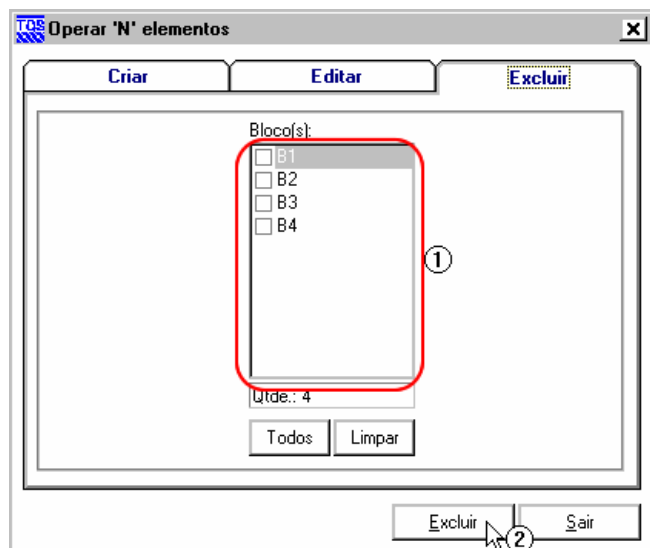 TQS Operar 'N' elementos
Criar Editar Excluir
Bloco(s):
B1
B2
B3
B4
1
Qtde.: 4
Todos Limpar
Excluir Sair
2